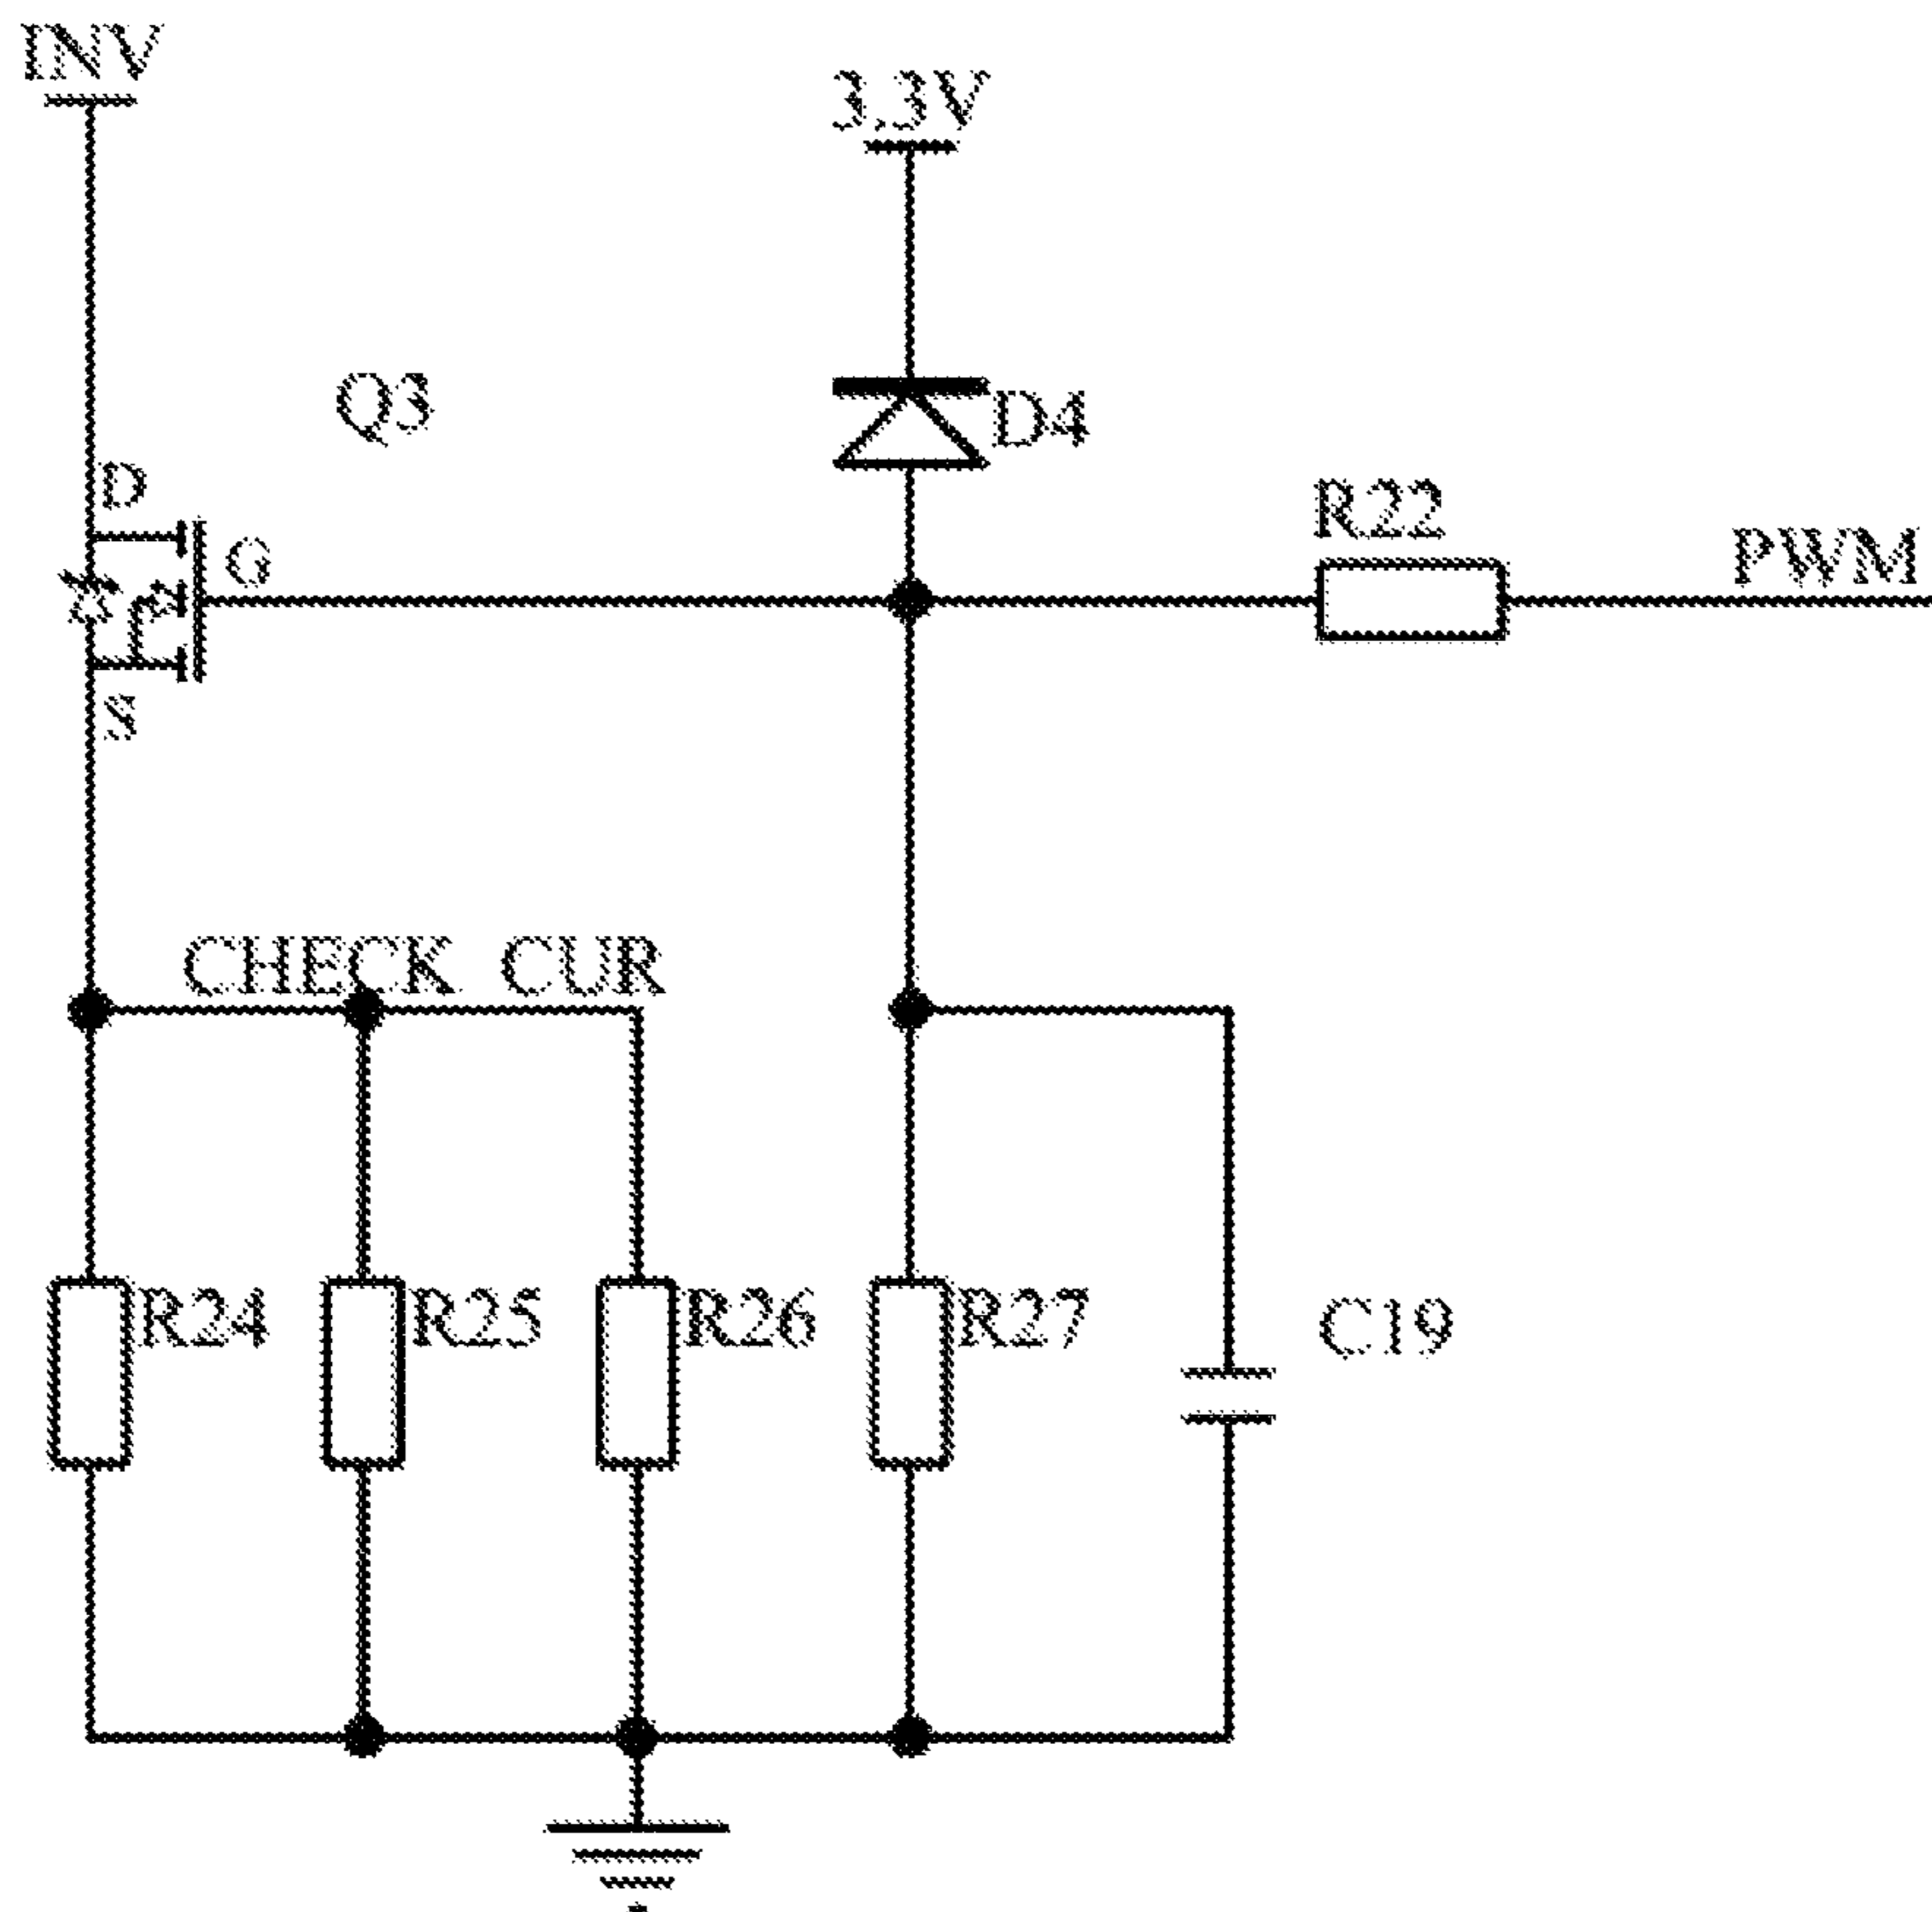 INV
3.3V
Q3
D4
D
R22
G
PWM
S
CHECK CUR
R24
R25
R26
R27
C19